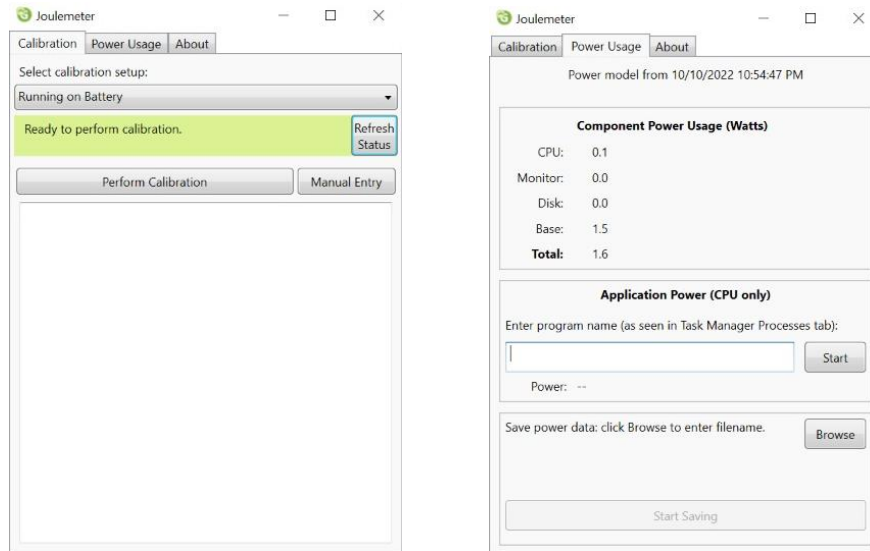 Joulemeter
Calibration Power Usage About
Select calibration setup:
Running on Battery
Ready to perform calibration.
Refresh
Status
Perform Calibration
Manual Entry
Joulemeter
Calibration Power Usage About
Power model from 10/10/2022 10:54:47 PM
Component Power Usage (Watts)
CPU: 0.1
Monitor: 0.0
Disk: 0.0
Base: 1.5
Total: 1.6
Application Power (CPU only)
Enter program name (as seen in Task Manager Processes tab):
Start
Power: --
Save power data: click Browse to enter filename.
Browse
Start Saving